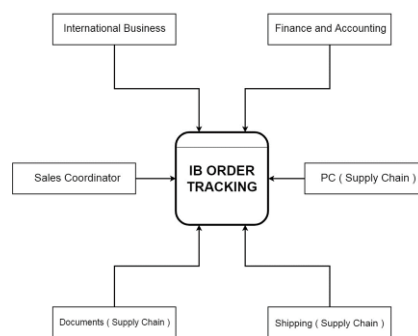 International Business
Finance and Accounting
IB ORDER
TRACKING
Sales Coordinator
PC ( Supply Chain )
Documents ( Supply Chain )
Shipping ( Supply Chain )